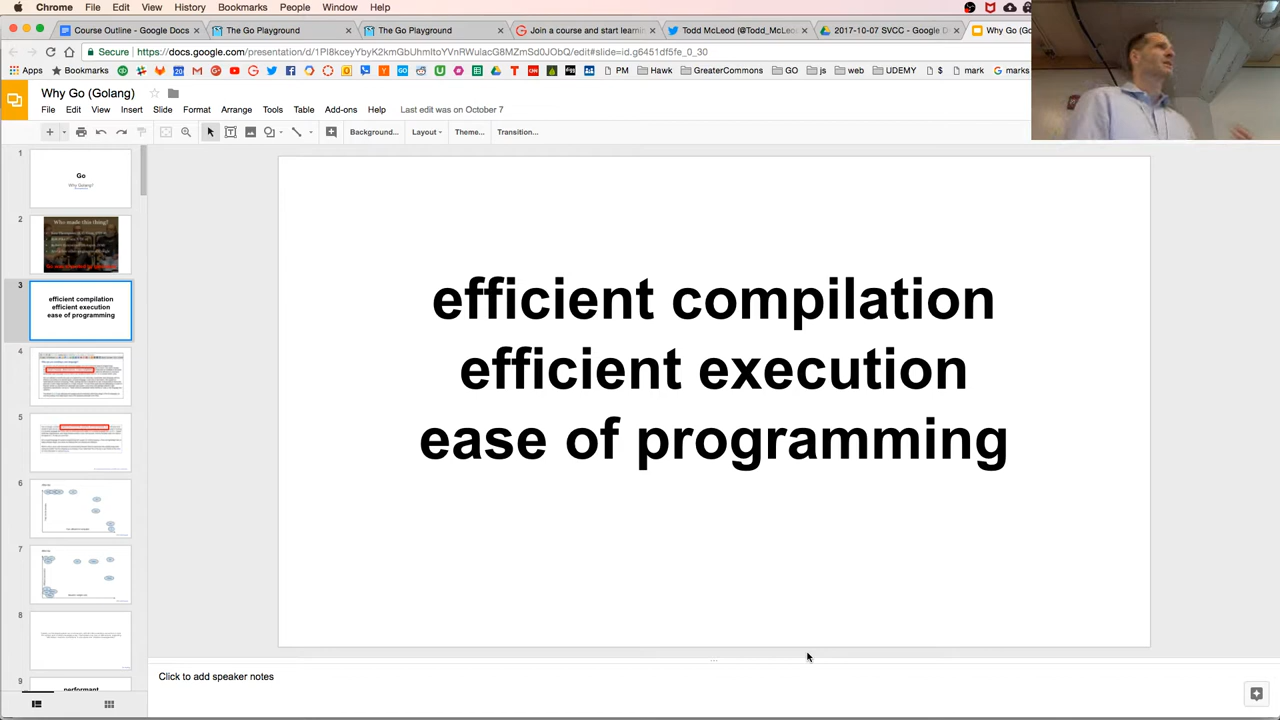 Chrome File Edit View History Bookmarks People Window Help
Course Outline - Google Docs
The Go Playground
The Go Playground
Join a course and start learni
Todd McLeod (@Todd_McLeo
2017-10-07 SVCC - Google D
Why Go (Go
Secure https://docs.google.com/presentation/d/1PI8kceyYbyK2kmGbUhmItoYVnRWulacG8MZmSd0JObQ/edit#slide=id.g6451df5fe_0_30
Apps Bookmarks 20 PM Hawk GreaterCommons GO js web UDEMY $ mark marks
Why Go (Golang)
File Edit View Insert Slide Format Arrange Tools Table Add-ons Help Last edit was on October 7
Background... Layout Theme... Transition...
1
Go
Why Golang?
2
Who made this thing?
3
efficient compilation
efficient execution
ease of programming
4
5
6
7
8
9
performant
efficient compilation
efficient execution
ease of programming
Click to add speaker notes